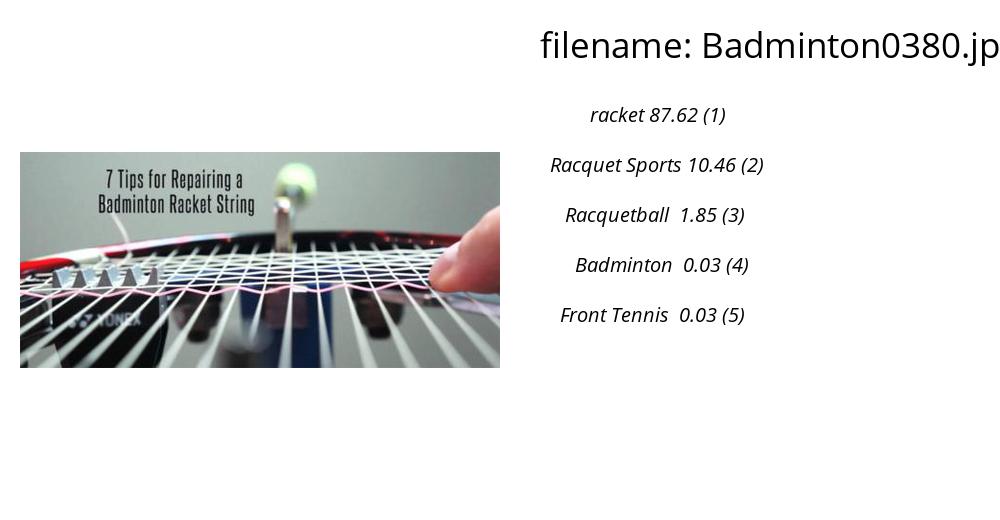 filename: Badminton0380.jp
racket 87.62 (1)
Racquet Sports 10.46 (2)
Racquetball 1.85 (3)
Badminton 0.03 (4)
Front Tennis 0.03 (5)
7 Tips for Repairing a
Badminton Racket String
YONEX